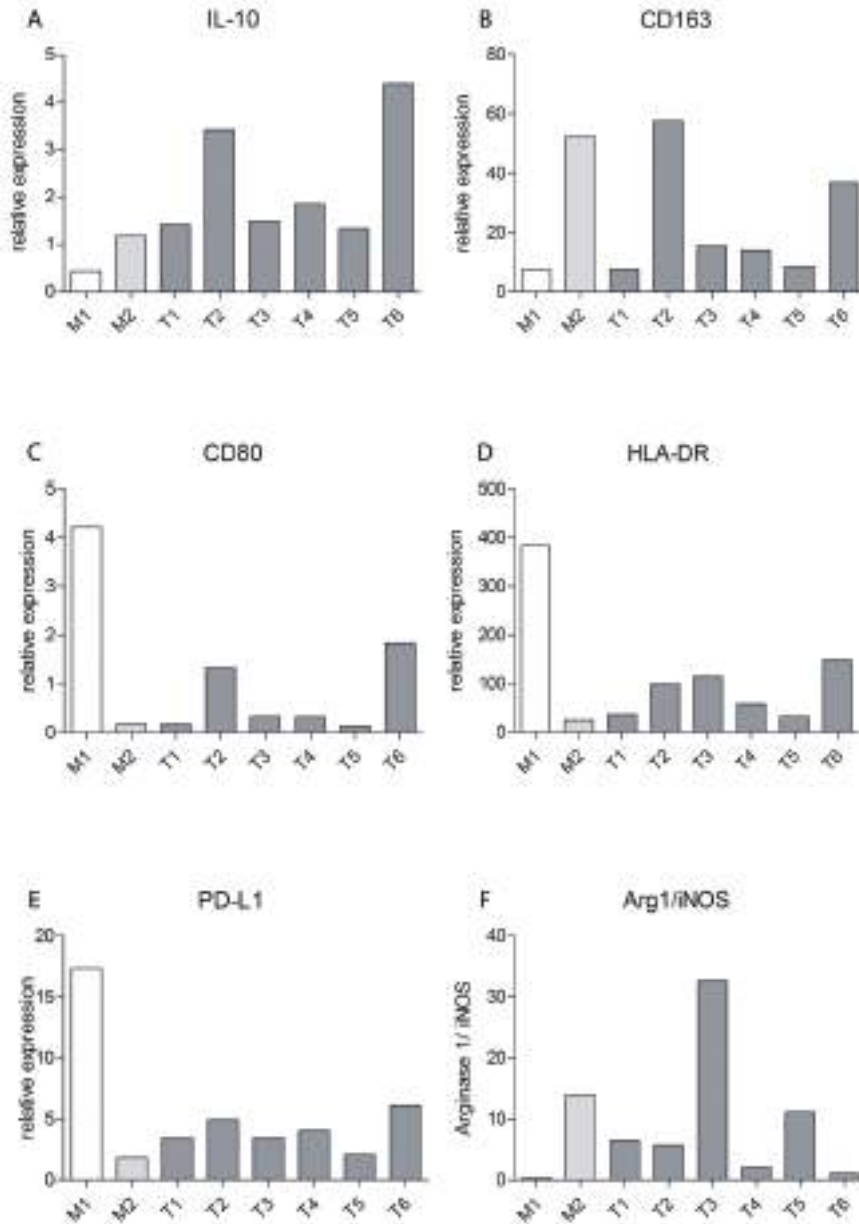 A IL-10
relative expression
5
4
3
2
1
0
M1 M2 T1 T2 T3 T4 T5 T6
B CD163
relative expression
80
60
40
20
0
M1 M2 T1 T2 T3 T4 T5 T6
C CD80
relative expression
5
4
3
2
1
0
M1 M2 T1 T2 T3 T4 T5 T6
D HLA-DR
relative expression
500
400
300
200
100
0
M1 M2 T1 T2 T3 T4 T5 T6
E PD-L1
relative expression
20
15
10
5
0
M1 M2 T1 T2 T3 T4 T5 T6
F Arg1/iNOS
Arginase 1/ iNOS
40
30
20
10
0
M1 M2 T1 T2 T3 T4 T5 T6